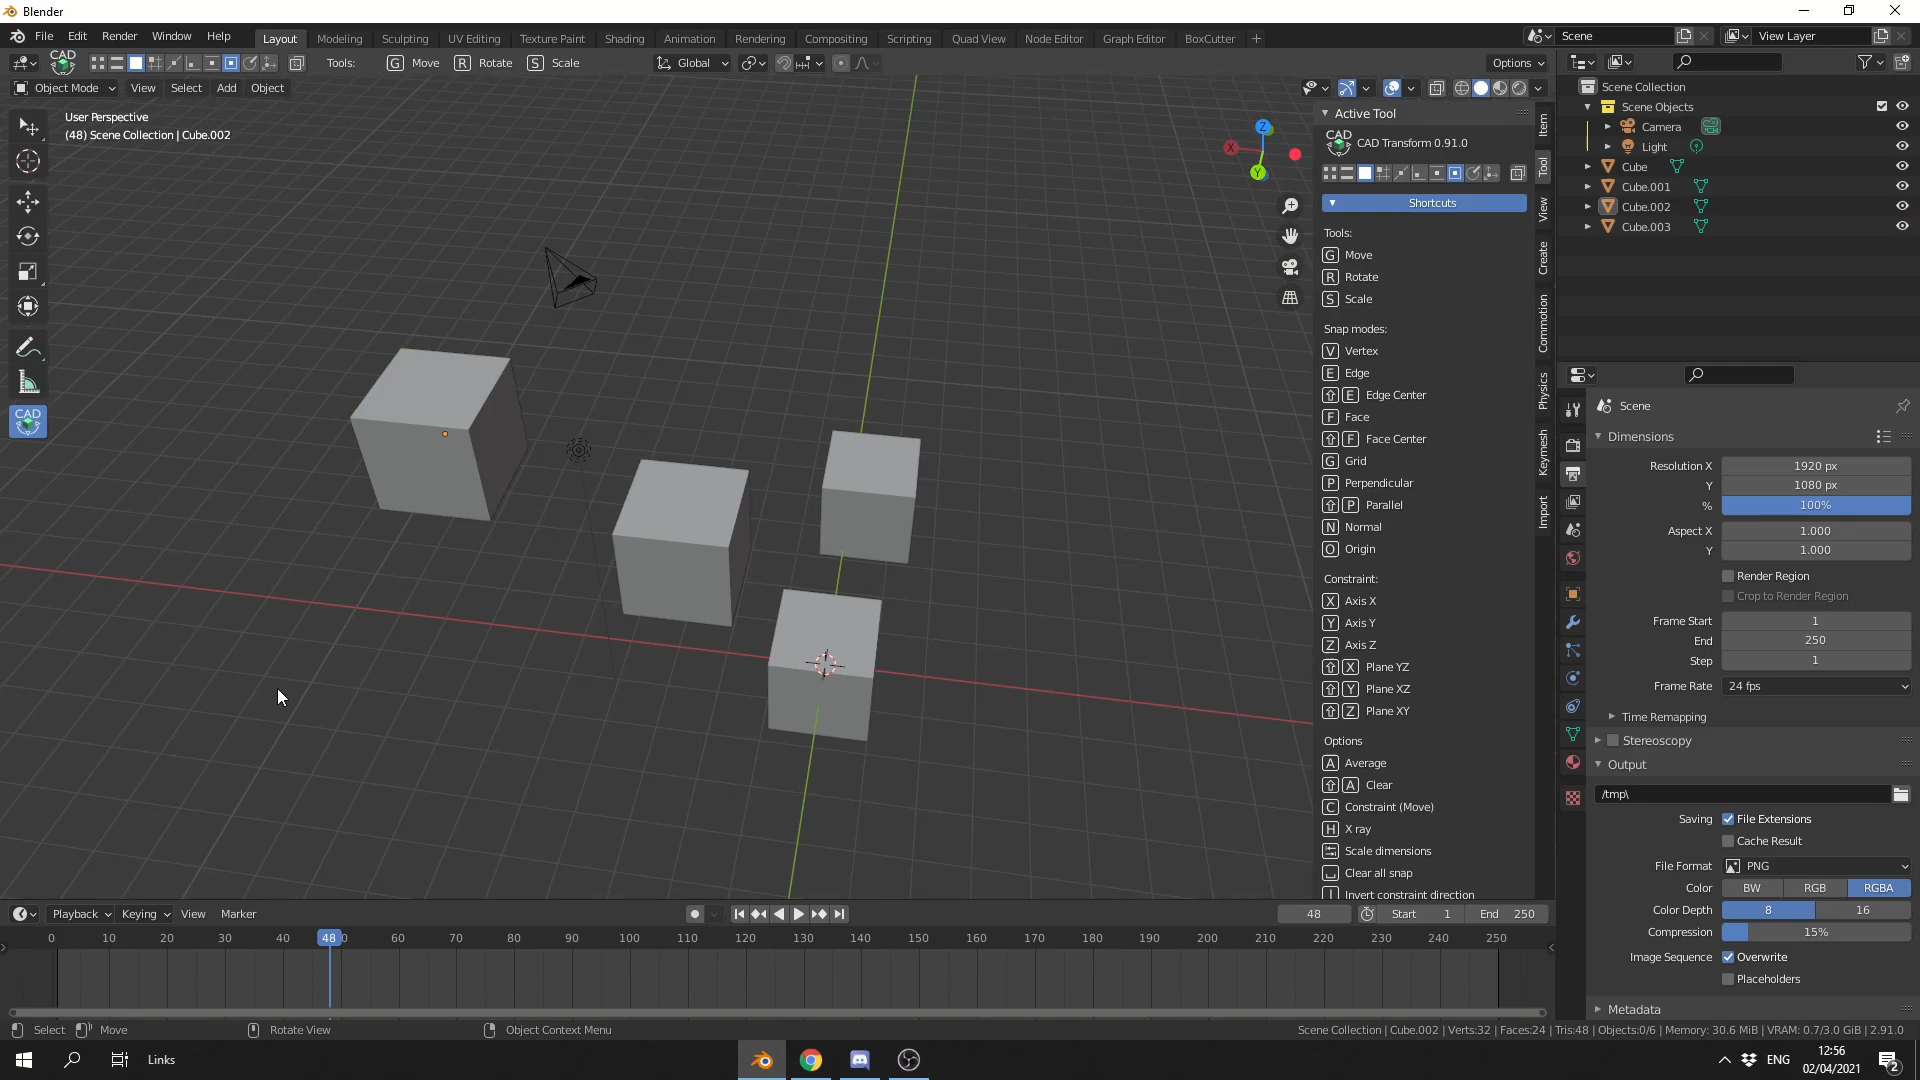 Blender
File Edit Render Window Help
Layout Modeling Sculpting UV Editing Texture Paint Shading Animation Rendering Compositing Scripting Quad View Node Editor Graph Editor BoxCutter +
Scene
View Layer
CAD
Tools: G Move R Rotate S Scale
Global
Options
Object Mode View Select Add Object
User Perspective
(48) Scene Collection | Cube.002
CAD
Z
X
Y
Active Tool
CAD
CAD Transform 0.91.0
Shortcuts
Tools:
G Move
R Rotate
S Scale
Snap modes:
V Vertex
E Edge
E Edge Center
F Face
F Face Center
G Grid
P Perpendicular
P Parallel
N Normal
O Origin
Constraint:
X Axis X
Y Axis Y
Z Axis Z
X Plane YZ
Y Plane XZ
Z Plane XY
Options
A Average
A Clear
C Constraint (Move)
H X ray
Scale dimensions
Clear all snap
I Invert constraint direction
Item
Tool
View
Create
Commotion
Physics
Keymesh
Import
Scene Collection
Scene Objects
Camera
Light
Cube
Cube.001
Cube.002
Cube.003
Scene
Dimensions
Resolution X 1920 px
Y 1080 px
% 100%
Aspect X 1.000
Y 1.000
Render Region
Crop to Render Region
Frame Start 1
End 250
Step 1
Frame Rate 24 fps
Time Remapping
Stereoscopy
Output
/tmp\
Saving File Extensions
Cache Result
File Format PNG
Color BW RGB RGBA
Color Depth 8 16
Compression 15%
Image Sequence Overwrite
Placeholders
Metadata
Playback Keying View Marker
48 Start 1 End 250
0 10 20 30 40 48 0 60 70 80 90 100 110 120 130 140 150 160 170 180 190 200 210 220 230 240 250
Select Move Rotate View Object Context Menu
Scene Collection | Cube.002 | Verts:32 | Faces:24 | Tris:48 | Objects:0/6 | Memory: 30.6 MiB | VRAM: 0.7/3.0 GiB | 2.91.0
Links
ENG
12:56
02/04/2021
2